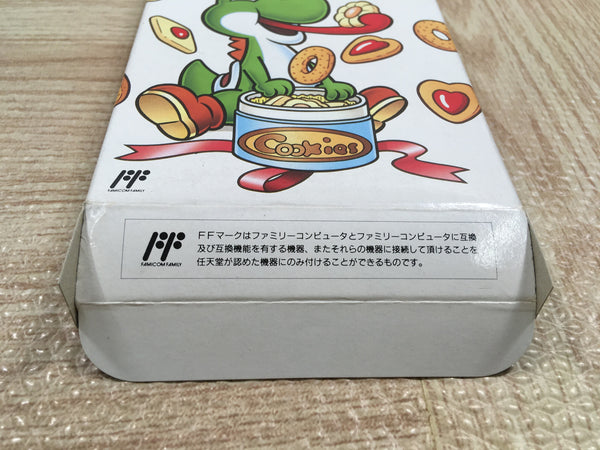 Cookies
FF
FAMICOM FAMILY
FF
FAMICOM FAMILY
FFマークはファミリーコンピュータとファミリーコンピュータに互換
及び互換機能を有する機器、またそれらの機器に接続して頂けることを
任天堂が認めた機器にのみ付けることができるものです。